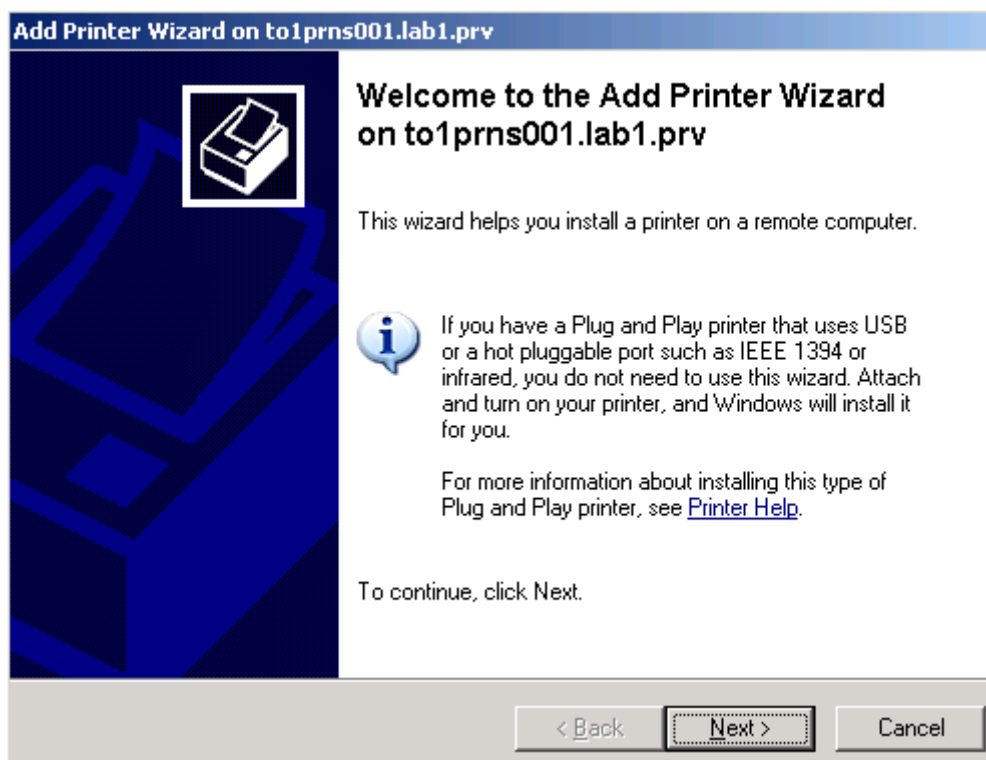 Add Printer Wizard on to1prns001.lab1.prv
Welcome to the Add Printer Wizard
on to1prns001.lab1.prv
This wizard helps you install a printer on a remote computer.
If you have a Plug and Play printer that uses USB
or a hot pluggable port such as IEEE 1394 or
infrared, you do not need to use this wizard. Attach
and turn on your printer, and Windows will install it
for you.
For more information about installing this type of
Plug and Play printer, see Printer Help.
To continue, click Next.
< Back
Next >
Cancel